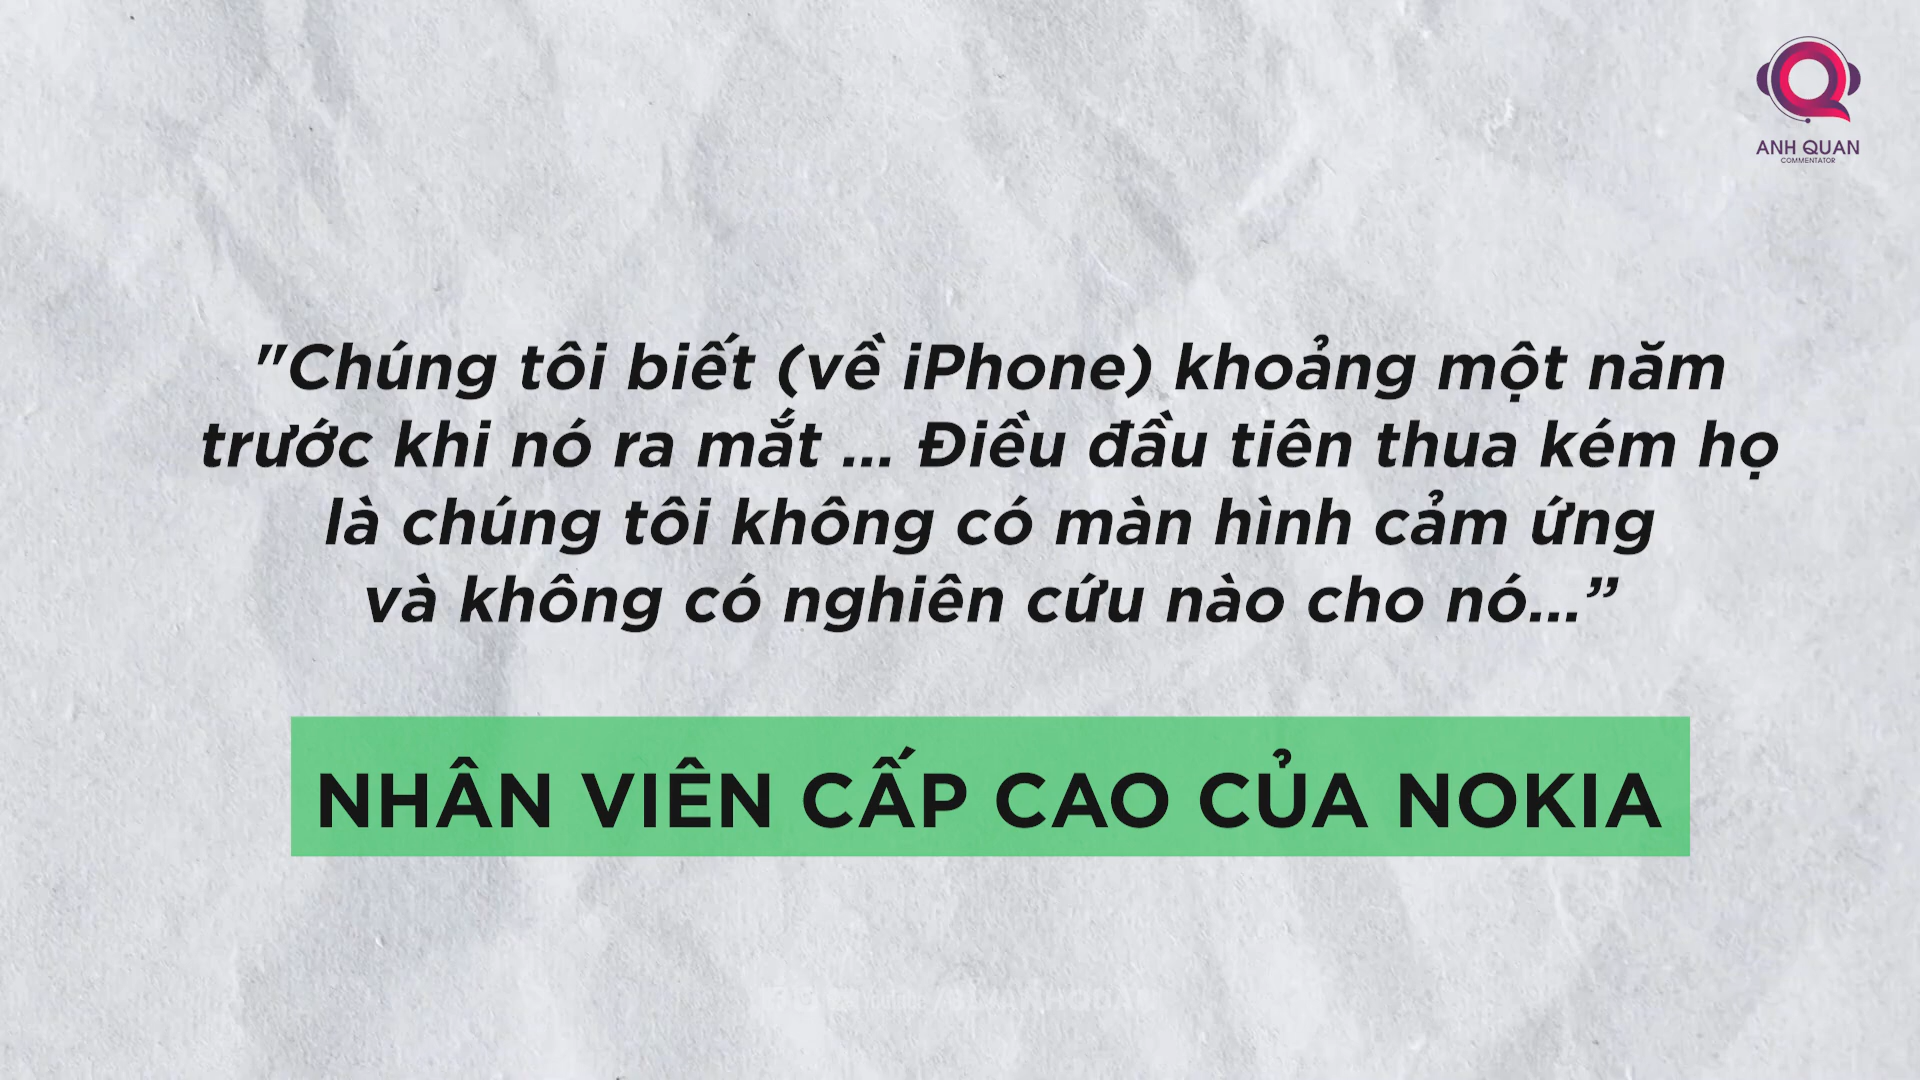 ANH QUAN
COMMENTATOR
"Chúng tôi biết (về iPhone) khoảng một năm
trước khi nó ra mắt ... Điều đầu tiên thua kém họ
là chúng tôi không có màn hình cảm ứng
và không có nghiên cứu nào cho nó...”
NHÂN VIÊN CẤP CAO CỦA NOKIA